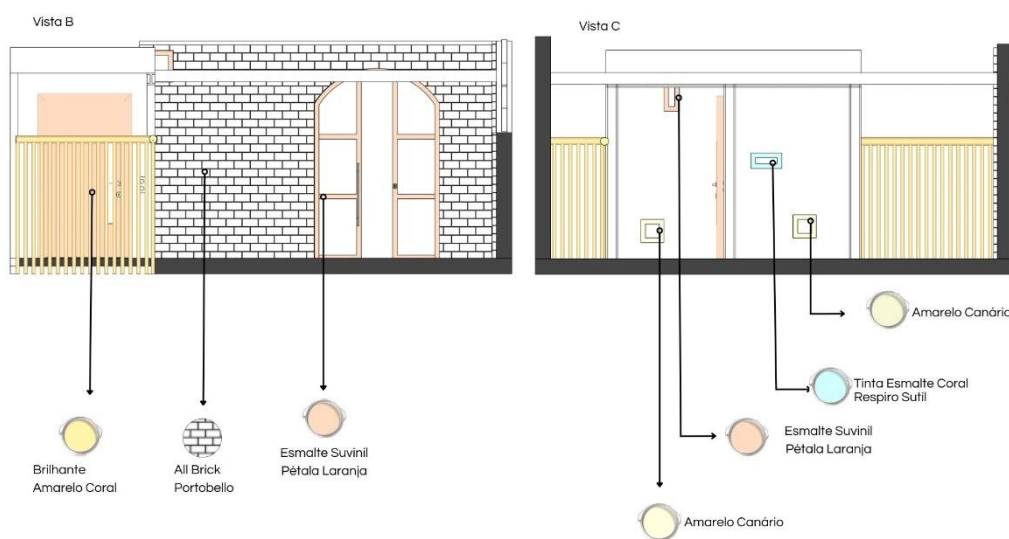 Vista B
Brilhante
Amarelo Coral
All Brick
Portobello
Esmalte Suvinil
Pétala Laranja
Vista C
Amarelo Canário
Tinta Esmalte Coral
Respiro Sutil
Esmalte Suvinil
Pétala Laranja
Amarelo Canário